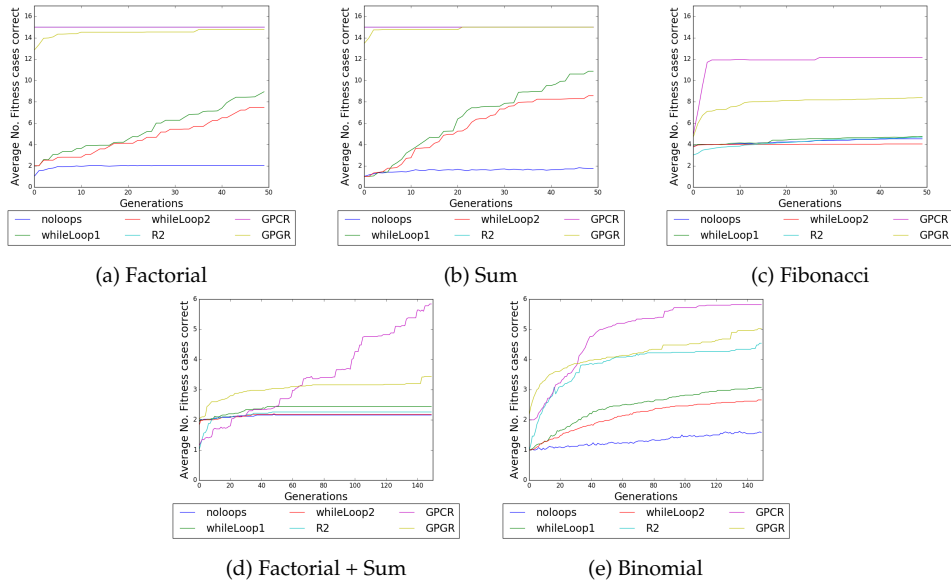 Average No. Fitness cases correct
16
14
12
10
8
6
4
2
0
0 10 20 30 40 50
Generations
noloops whileLoop2 GPCR
whileLoop1 R2 GPGR
(a) Factorial
Average No. Fitness cases correct
16
14
12
10
8
6
4
2
0
0 10 20 30 40 50
Generations
noloops whileLoop2 GPCR
whileLoop1 R2 GPGR
(b) Sum
Average No. Fitness cases correct
16
14
12
10
8
6
4
2
0
0 10 20 30 40 50
Generations
noloops whileLoop2 GPCR
whileLoop1 R2 GPGR
(c) Fibonacci
Average No. Fitness cases correct
6
5
4
3
2
1
0
0 20 40 60 80 100 120 140
Generations
noloops whileLoop2 GPCR
whileLoop1 R2 GPGR
(d) Factorial + Sum
Average No. Fitness cases correct
6
5
4
3
2
1
0
0 20 40 60 80 100 120 140
Generations
noloops whileLoop2 GPCR
whileLoop1 R2 GPGR
(e) Binomial